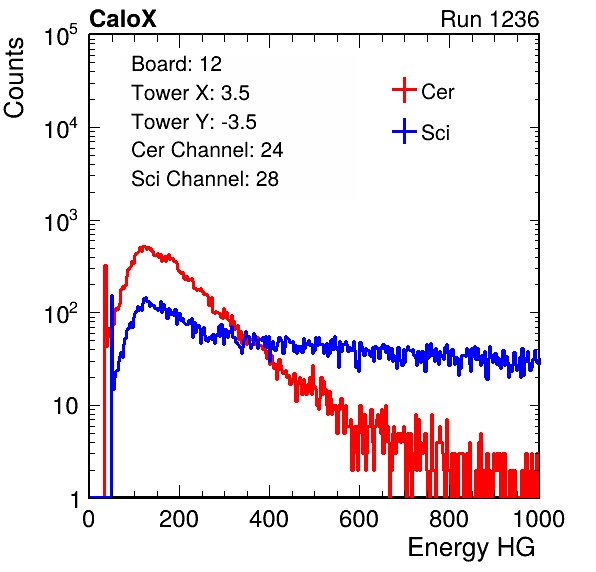 CaloX Run 1236
Counts
10^5
10^4
10^3
10^2
10
1
Board: 12
Tower X: 3.5
Tower Y: -3.5
Cer Channel: 24
Sci Channel: 28
Cer
Sci
0 200 400 600 800 1000
Energy HG